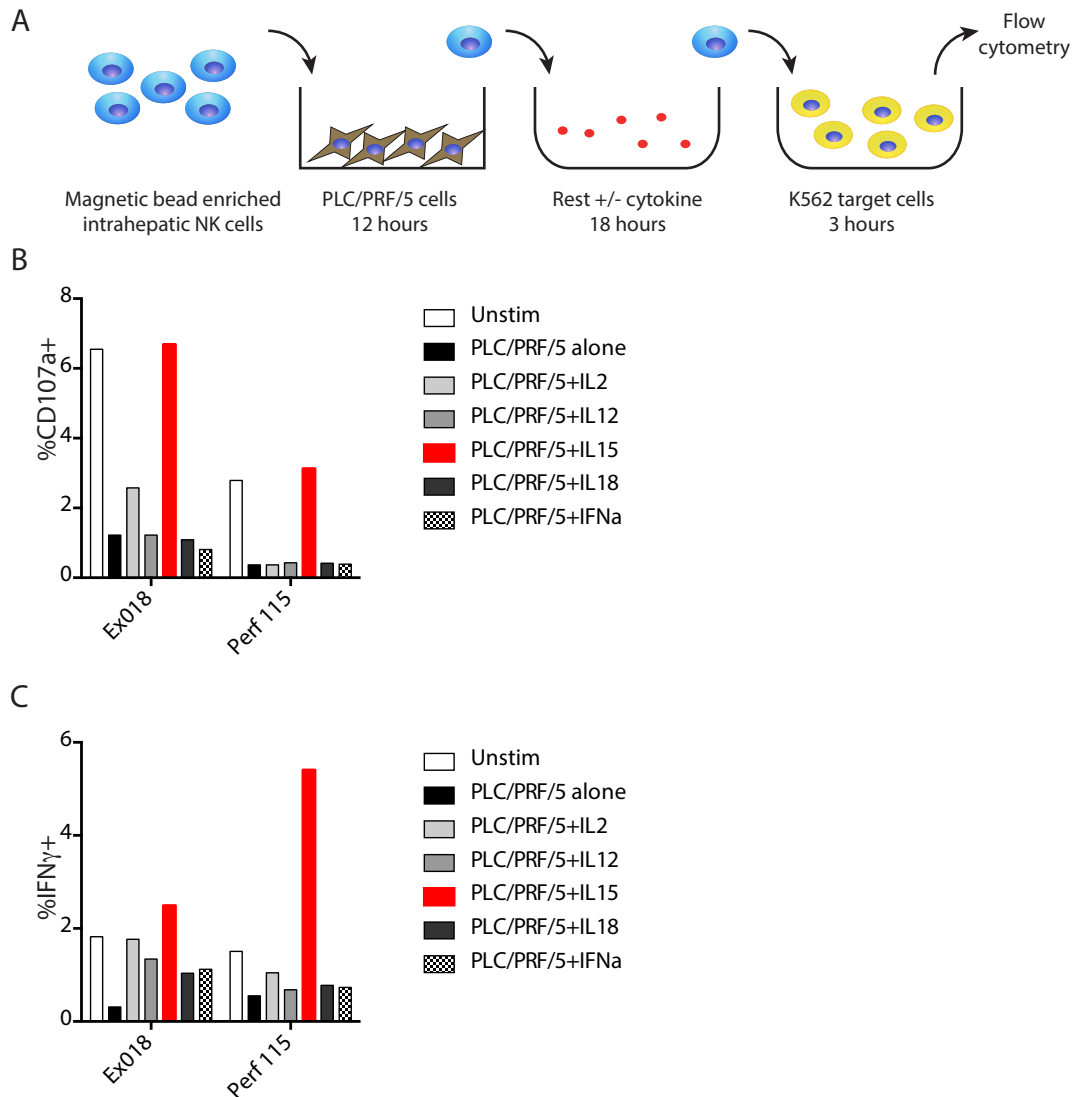 A
Flow
cytometry
Magnetic bead enriched
intrahepatic NK cells
PLC/PRF/5 cells
12 hours
Rest +/- cytokine
18 hours
K562 target cells
3 hours
B
8
6
4
2
0
%CD107a+
Ex018
Perf 115
Unstim
PLC/PRF/5 alone
PLC/PRF/5+IL2
PLC/PRF/5+IL12
PLC/PRF/5+IL15
PLC/PRF/5+IL18
PLC/PRF/5+IFNa
C
6
4
2
0
%IFNγ+
Ex018
Perf 115
Unstim
PLC/PRF/5 alone
PLC/PRF/5+IL2
PLC/PRF/5+IL12
PLC/PRF/5+IL15
PLC/PRF/5+IL18
PLC/PRF/5+IFNa